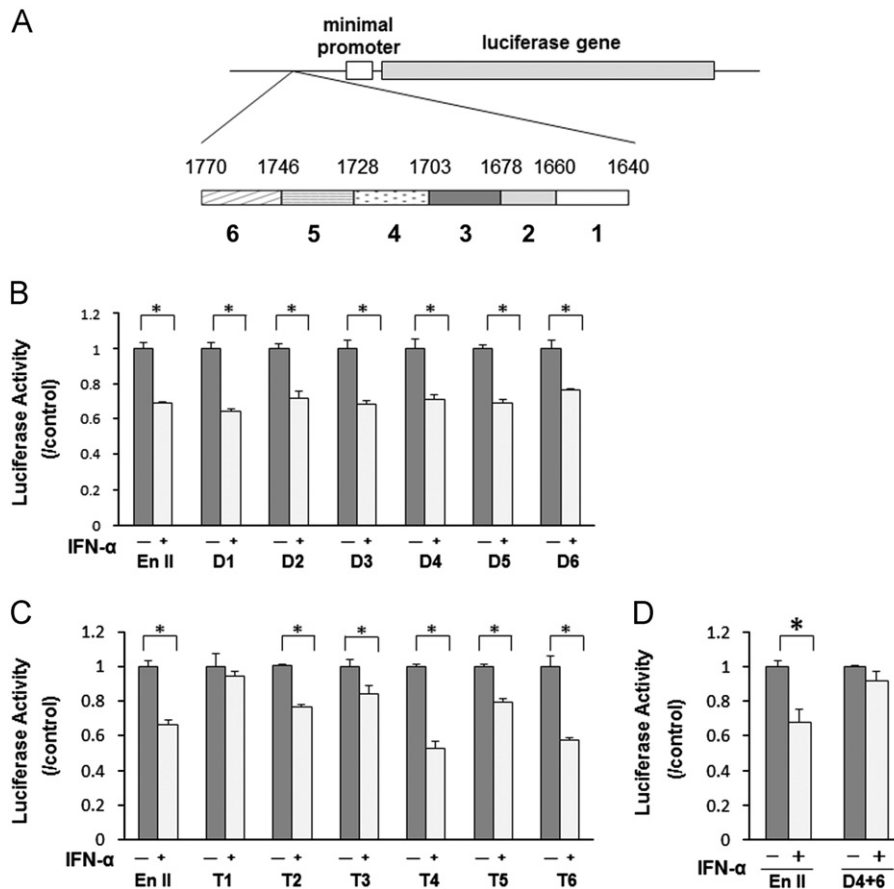 A
minimal promoter
luciferase gene
1770 1746 1728 1703 1678 1660 1640
6 5 4 3 2 1
B
Luciferase Activity (/control)
1.2
1
0.8
0.6
0.4
0.2
0
* * * * * * *
IFN-α — + — + — + — + — + — + — +
En II D1 D2 D3 D4 D5 D6
C
Luciferase Activity (/control)
1.2
1
0.8
0.6
0.4
0.2
0
* * * * * *
IFN-α — + — + — + — + — + — + — +
En II T1 T2 T3 T4 T5 T6
D
Luciferase Activity (/control)
1.2
1
0.8
0.6
0.4
0.2
0
*
IFN-α — + — +
En II D4+6